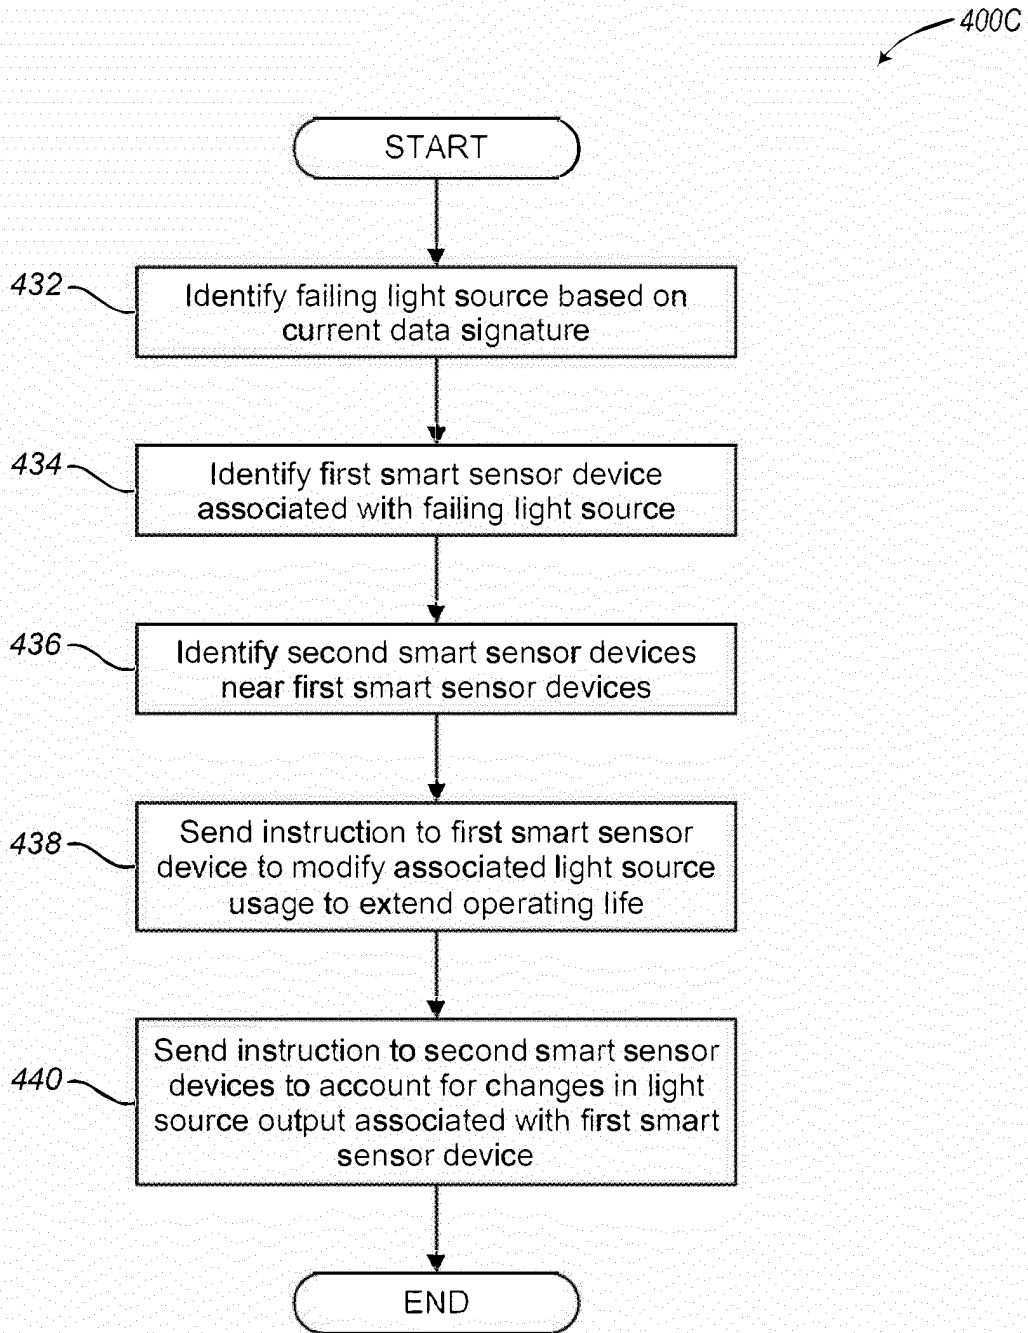 400C
START
432
Identify failing light source based on
current data signature
434
Identify first smart sensor device
associated with failing light source
436
Identify second smart sensor devices
near first smart sensor devices
438
Send instruction to first smart sensor
device to modify associated light source
usage to extend operating life
440
Send instruction to second smart sensor
devices to account for changes in light
source output associated with first smart
sensor device
END